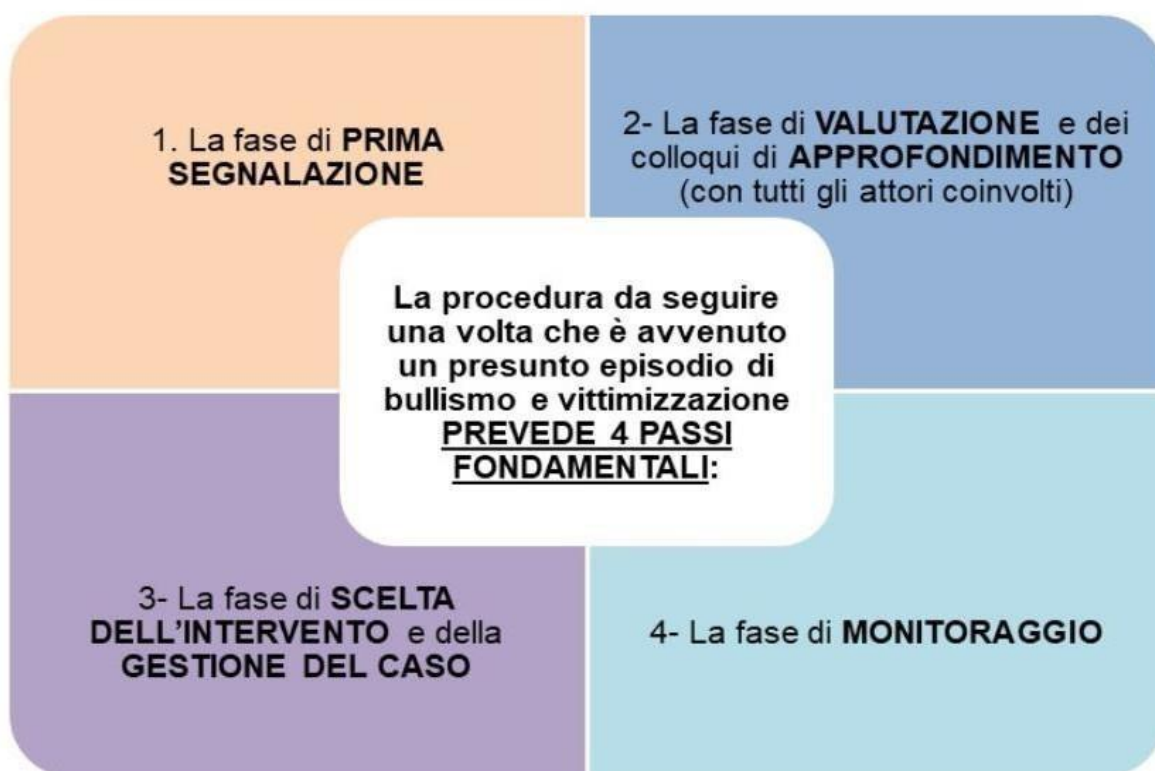 1. La fase di PRIMA
SEGNALAZIONE
2- La fase di VALUTAZIONE e dei
colloqui di APPROFONDIMENTO
(con tutti gli attori coinvolti)
La procedura da seguire
una volta che è avvenuto
un presunto episodio di
bullismo e vittimizzazione
PREVEDE 4 PASSI
FONDAMENTALI:
3- La fase di SCELTA
DELL’INTERVENTO e della
GESTIONE DEL CASO
4- La fase di MONITORAGGIO